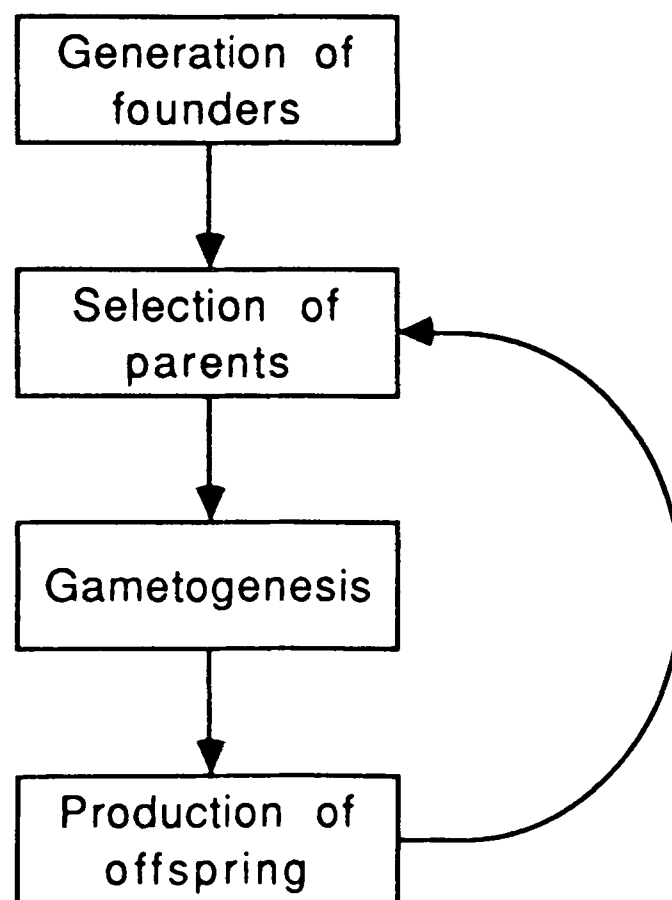 Generation of
founders
Selection of
parents
Gametogenesis
Production of
offspring